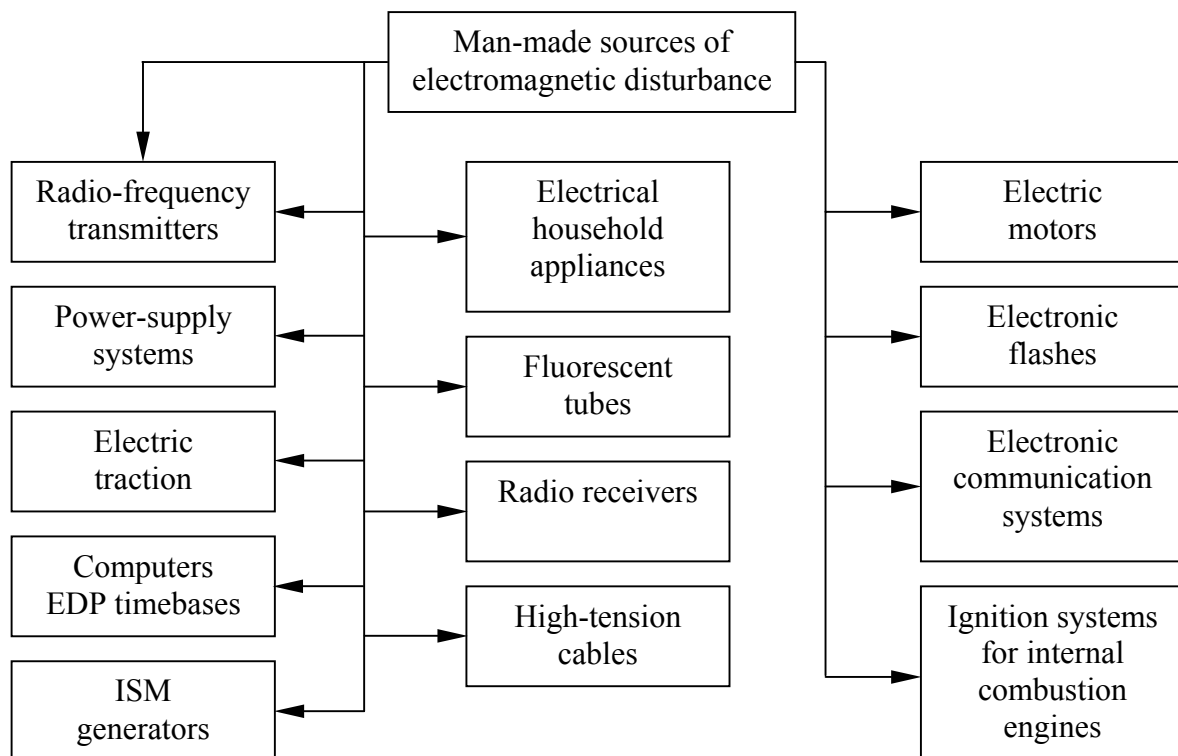 Man-made sources of
electromagnetic disturbance
Radio-frequency
transmitters
Power-supply
systems
Electric
traction
Computers
EDP timebases
ISM
generators
Electrical
household
appliances
Fluorescent
tubes
Radio receivers
High-tension
cables
Electric
motors
Electronic
flashes
Electronic
communication
systems
Ignition systems
for internal
combustion
engines